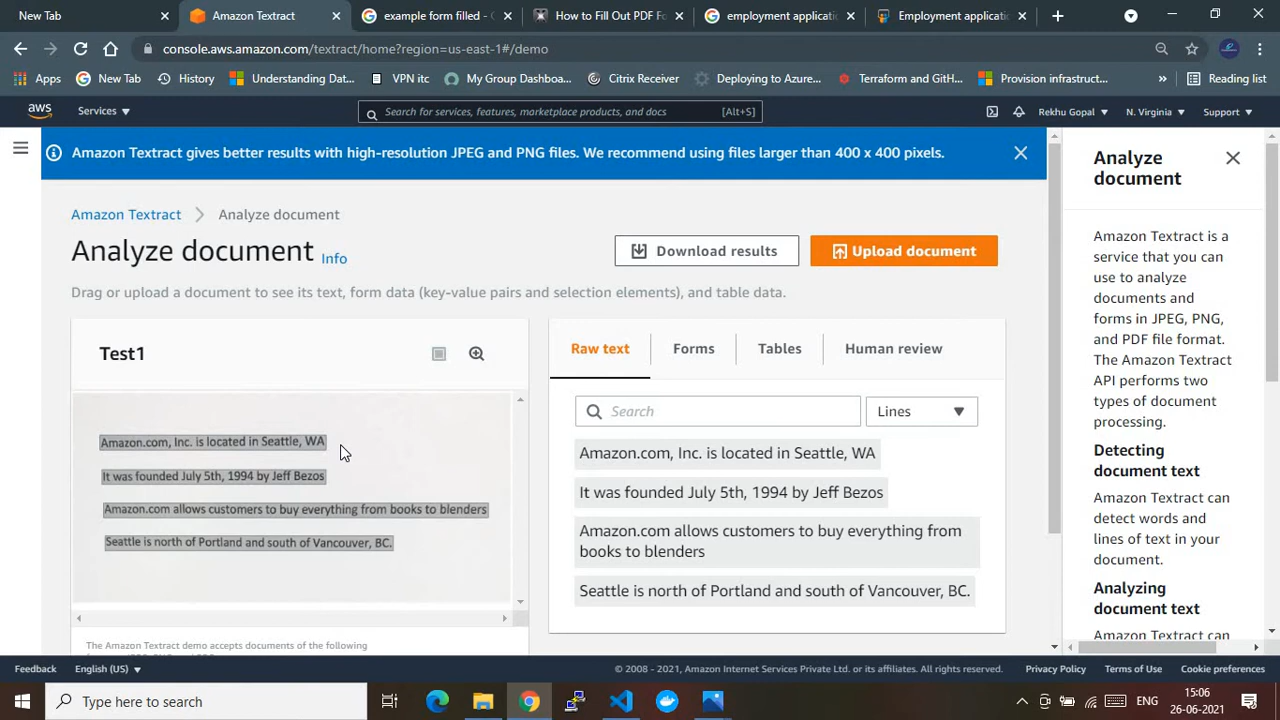 New Tab
Amazon Textract
example form filled - G
How to Fill Out PDF Fo
employment applicatio
Employment applicatio
console.aws.amazon.com/textract/home?region=us-east-1#/demo
Apps
New Tab
History
Understanding Dat...
VPN itc
My Group Dashboa...
Citrix Receiver
Deploying to Azure...
Terraform and GitH...
Provision infrastruct...
»
Reading list
aws
Services
Search for services, features, marketplace products, and docs
[Alt+S]
Rekhu Gopal
N. Virginia
Support
Amazon Textract gives better results with high-resolution JPEG and PNG files. We recommend using files larger than 400 x 400 pixels.
Amazon Textract
Analyze document
Analyze document Info
Download results
Upload document
Drag or upload a document to see its text, form data (key-value pairs and selection elements), and table data.
Test1
Amazon.com, Inc. is located in Seattle, WA
It was founded July 5th, 1994 by Jeff Bezos
Amazon.com allows customers to buy everything from books to blenders
Seattle is north of Portland and south of Vancouver, BC.
The Amazon Textract demo accepts documents of the following
Raw text
Forms
Tables
Human review
Search
Lines
Amazon.com, Inc. is located in Seattle, WA
It was founded July 5th, 1994 by Jeff Bezos
Amazon.com allows customers to buy everything from
books to blenders
Seattle is north of Portland and south of Vancouver, BC.
Analyze
document
Amazon Textract is a
service that you can
use to analyze
documents and
forms in JPEG, PNG,
and PDF file format.
The Amazon Textract
API performs two
types of document
processing.
Detecting
document text
Amazon Textract can
detect words and
lines of text in your
document.
Analyzing
document text
Amazon Textract can
Feedback
English (US)
© 2008 - 2021, Amazon Internet Services Private Ltd. or its affiliates. All rights reserved.
Privacy Policy
Terms of Use
Cookie preferences
Type here to search
ENG
15:06
26-06-2021